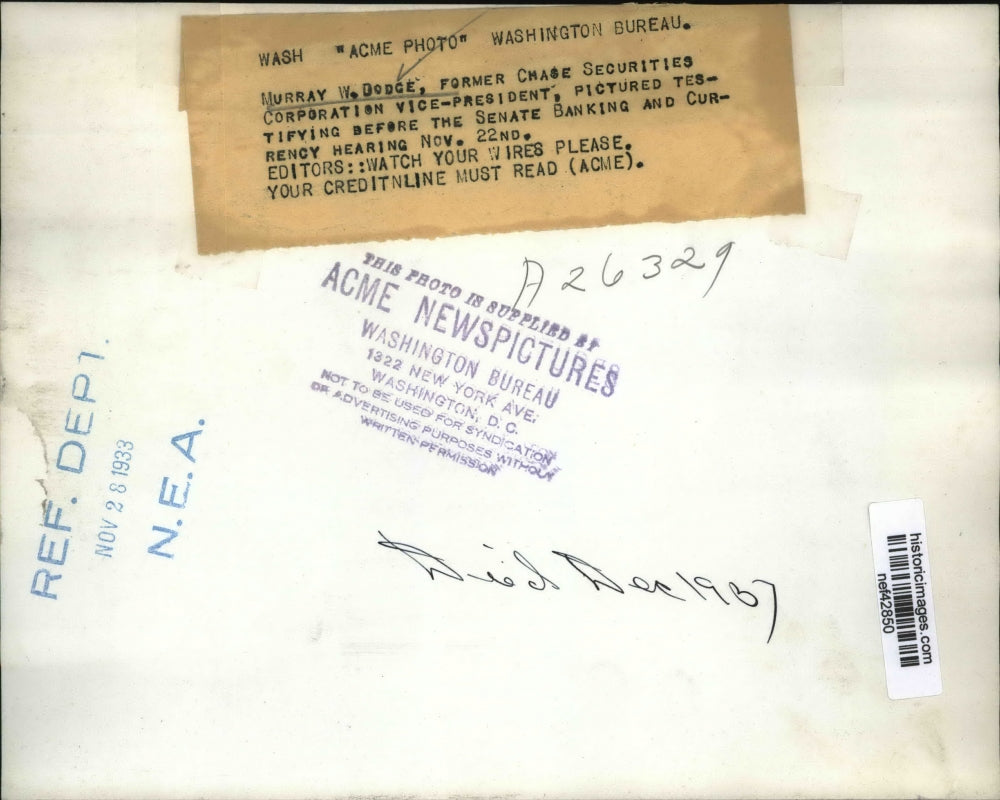 WASH "ACME PHOTO" WASHINGTON BUREAU.
MURRAY W. DODGE, FORMER CHASE SECURITIES
CORPORATION VICE-PRESIDENT, PICTURED TES-
TIFYING BEFORE THE SENATE BANKING AND CUR-
RENCY HEARING NOV. 22ND.
EDITORS::WATCH YOUR WIRES PLEASE.
YOUR CREDITNLINE MUST READ (ACME).
A26329
THIS PHOTO IS SUPPLIED BY
ACME NEWSPICTURES
WASHINGTON BUREAU
1322 NEW YORK AVE.
WASHINGTON, D. C.
NOT TO BE USED FOR SYNDICATION
OR ADVERTISING PURPOSES WITHOUT
WRITTEN PERMISSION
REF. DEPT.
NOV 28 1933
N.E.A.
Died Dec 1937
historicimages.com
nef42850